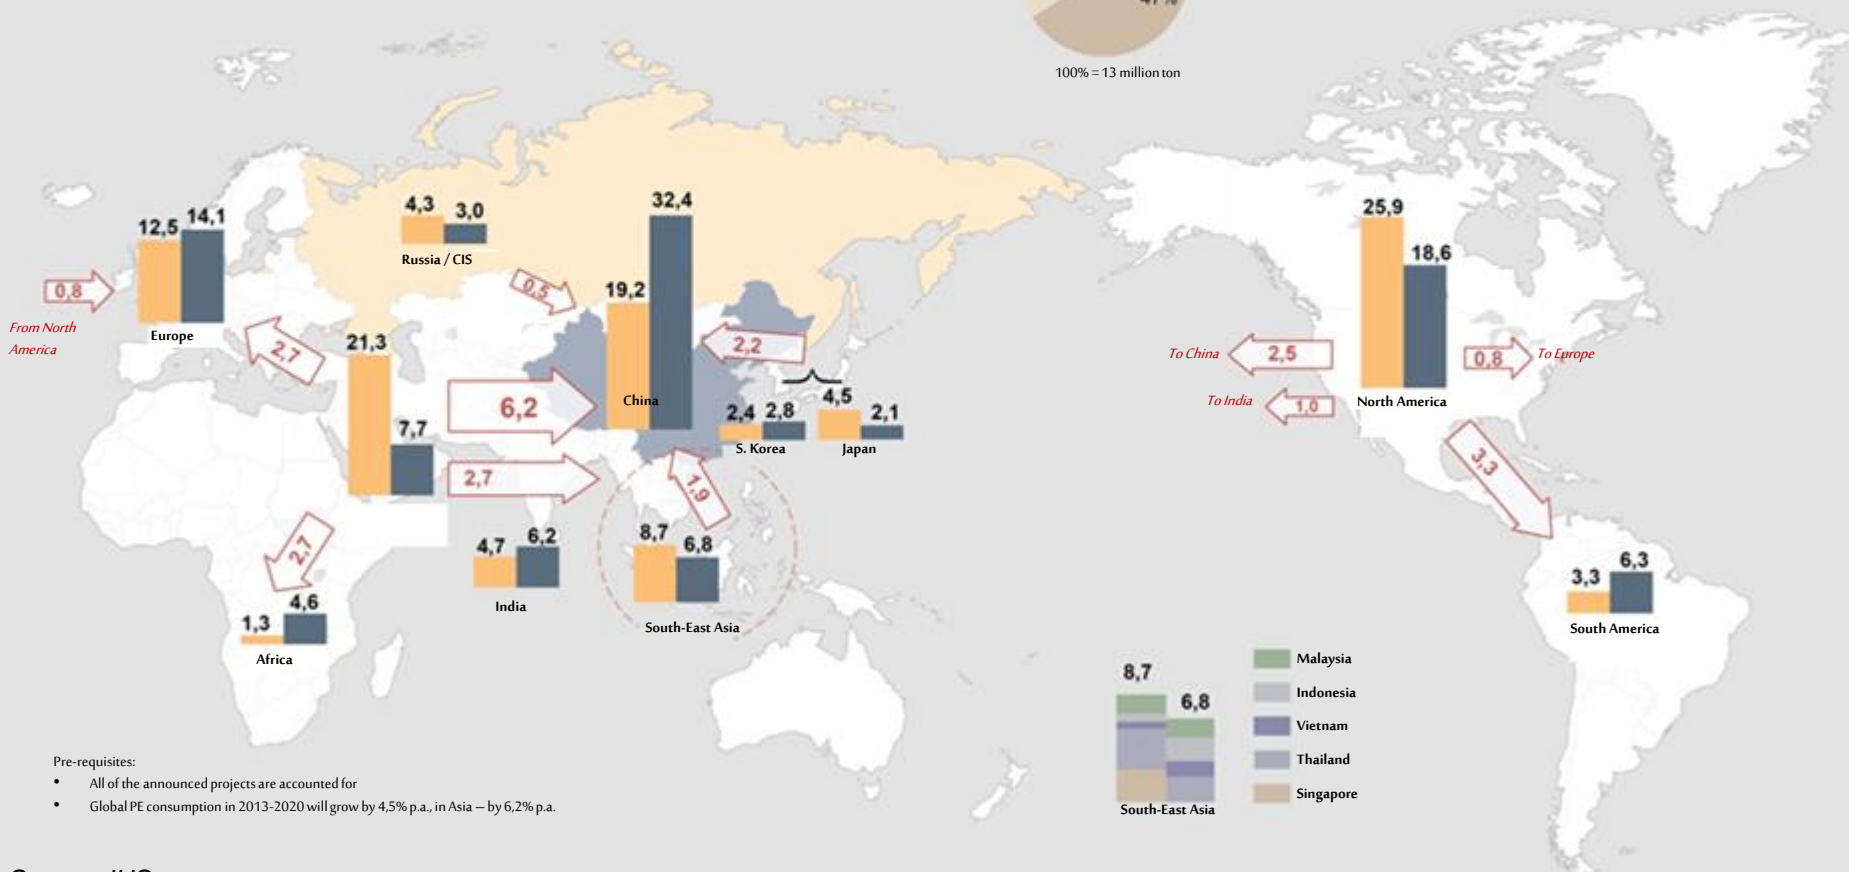 100% = 13 million ton
32,4
4,3
3,0
Russia / CIS
12,5
14,1
0,8
From North
America
Europe
2,7
0,5
19,2
2,2
China
21,3
7,7
6,2
2,7
2,4
2,8
S. Korea
4,5
2,1
Japan
1,9
8,7
6,8
South-East Asia
4,7
6,2
India
2,7
1,3
4,6
Africa
25,9
18,6
North America
To China
2,5
0,8
To Europe
To India
1,0
3,3
3,3
6,3
South America
8,7
6,8
South-East Asia
Malaysia
Indonesia
Vietnam
Thailand
Singapore
Pre-requisites:
• All of the announced projects are accounted for
• Global PE consumption in 2013-2020 will grow by 4,5% p.a., in Asia – by 6,2% p.a.